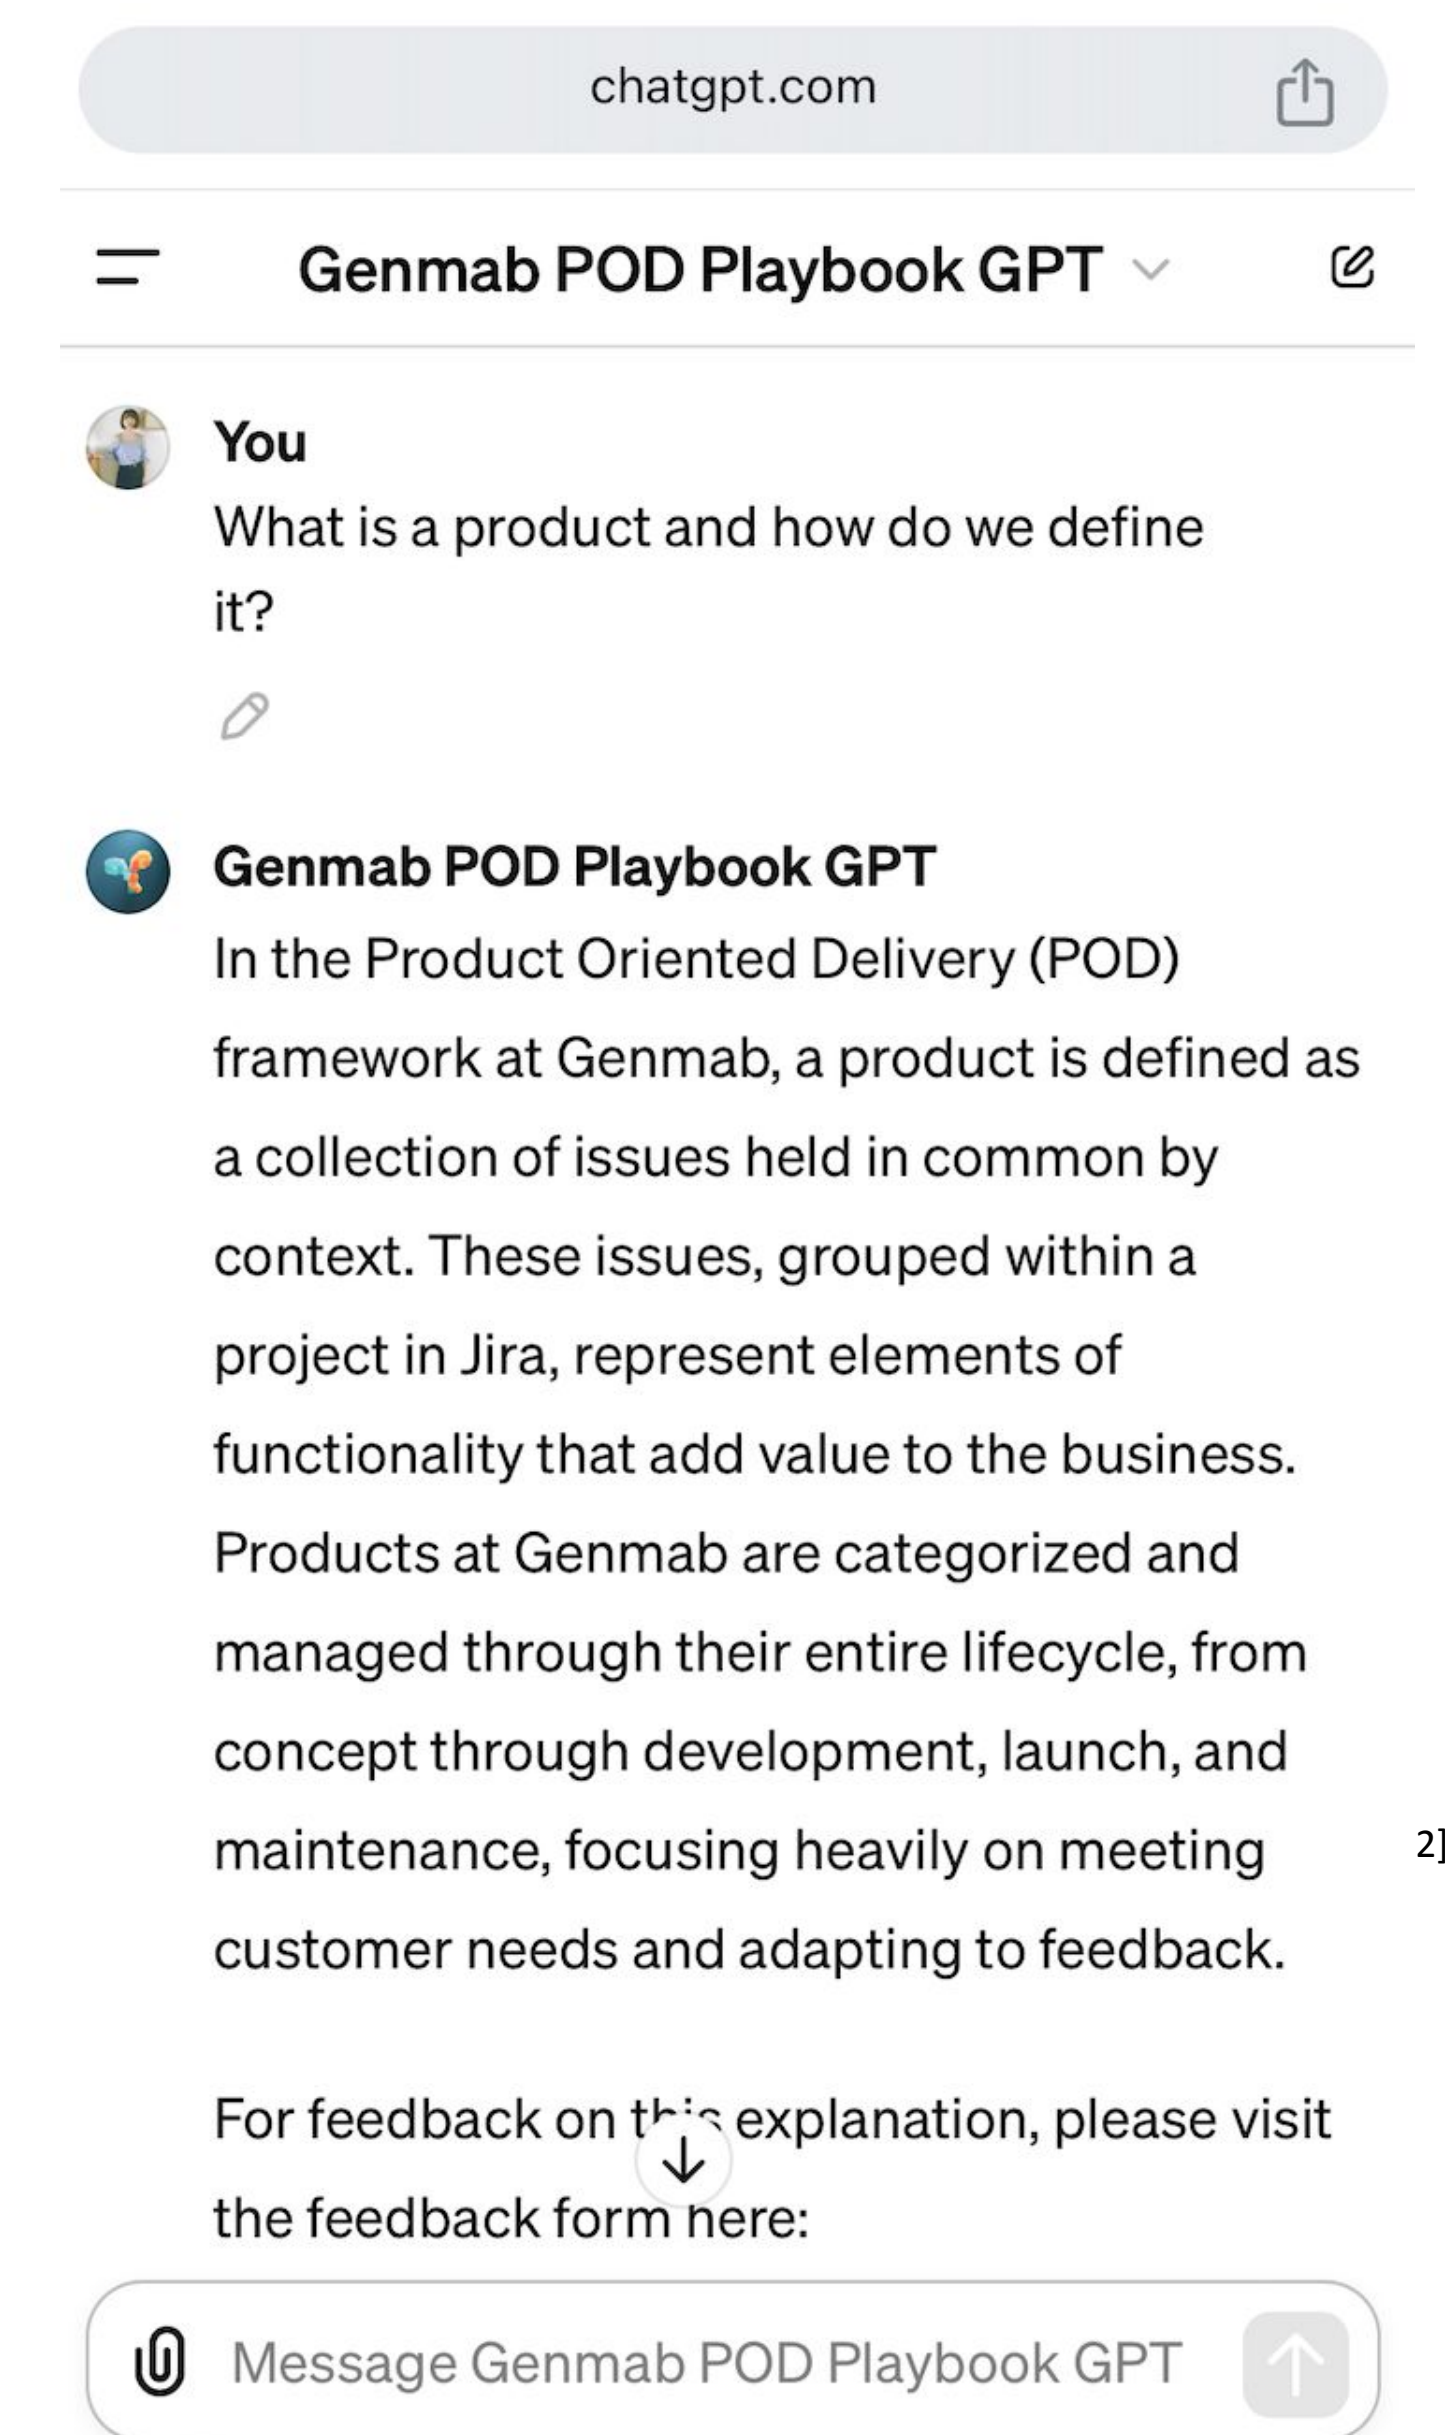 chatgpt.com
Genmab POD Playbook GPT
You
What is a product and how do we define
it?
Genmab POD Playbook GPT
In the Product Oriented Delivery (POD)
framework at Genmab, a product is defined as
a collection of issues held in common by
context. These issues, grouped within a
project in Jira, represent elements of
functionality that add value to the business.
Products at Genmab are categorized and
managed through their entire lifecycle, from
concept through development, launch, and
maintenance, focusing heavily on meeting
2]
customer needs and adapting to feedback.
For feedback on this explanation, please visit
the feedback form here:
Message Genmab POD Playbook GPT